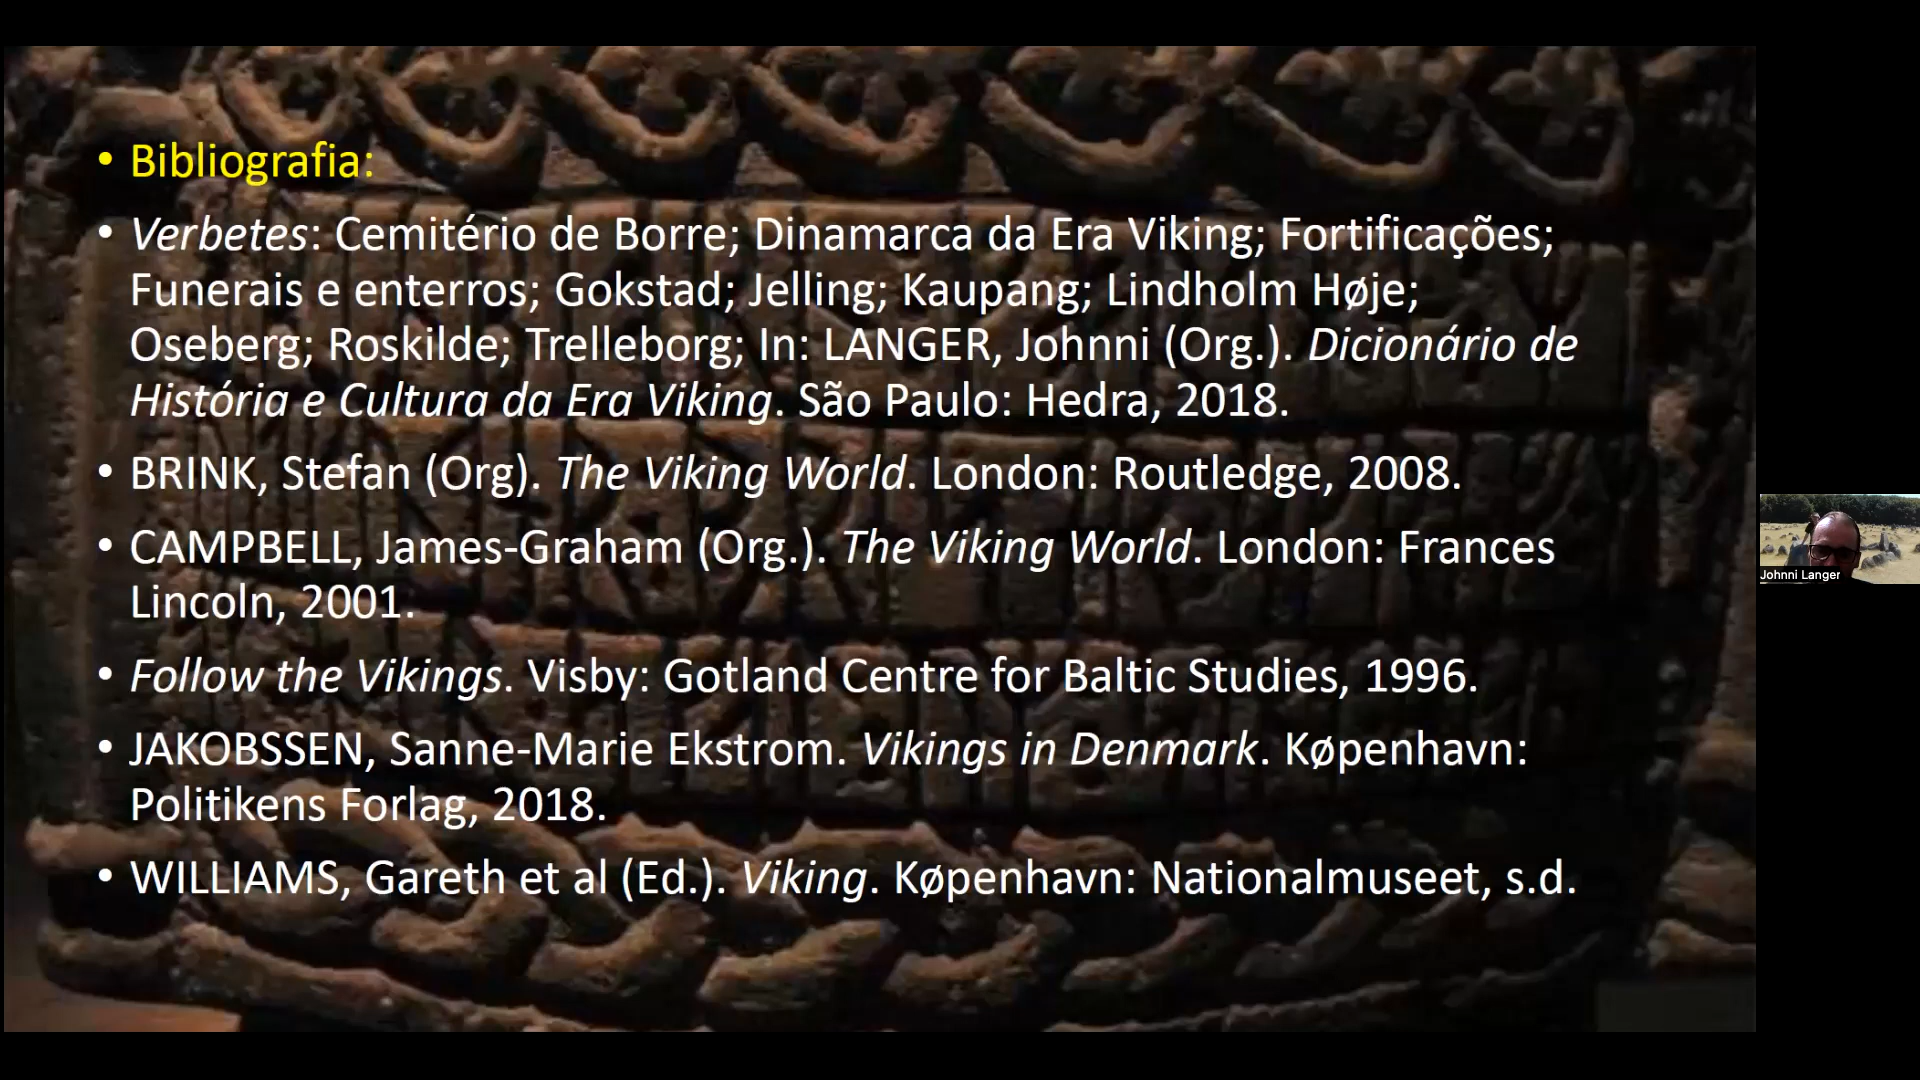 • Bibliografia:
• Verbetes: Cemitério de Borre; Dinamarca da Era Viking; Fortificações;
Funerais e enterros; Gokstad; Jelling; Kaupang; Lindholm Høje;
Oseberg; Roskilde; Trelleborg; In: LANGER, Johnni (Org.). Dicionário de
História e Cultura da Era Viking. São Paulo: Hedra, 2018.
• BRINK, Stefan (Org). The Viking World. London: Routledge, 2008.
• CAMPBELL, James-Graham (Org.). The Viking World. London: Frances
Lincoln, 2001.
• Follow the Vikings. Visby: Gotland Centre for Baltic Studies, 1996.
• JAKOBSSEN, Sanne-Marie Ekstrom. Vikings in Denmark. Køpenhavn:
Politikens Forlag, 2018.
• WILLIAMS, Gareth et al (Ed.). Viking. Køpenhavn: Nationalmuseet, s.d.
Johnni Langer